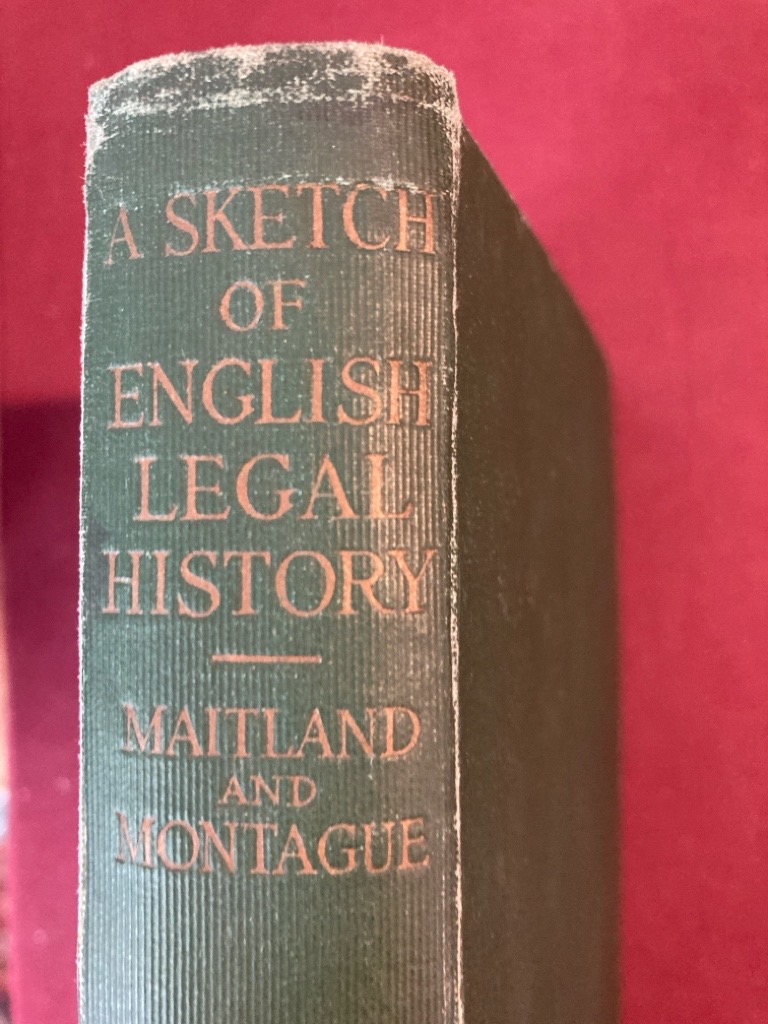 A SKETCH
OF
ENGLISH
LEGAL
HISTORY
MAITLAND
AND
MONTAGUE